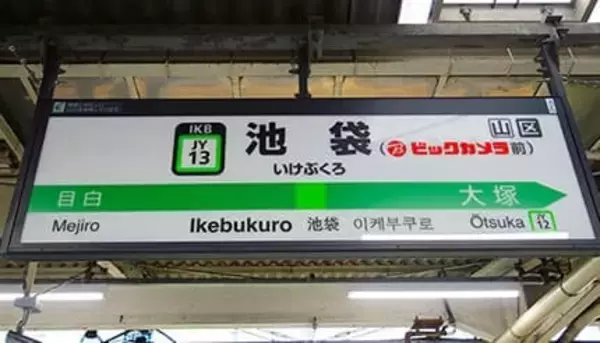 IKB
JY
13
池袋
いけぶくろ
(ビックカメラ前)
山区
目白
大塚
Mejiro
Ikebukuro 池袋 이케부쿠로
Ōtsuka
JY
12